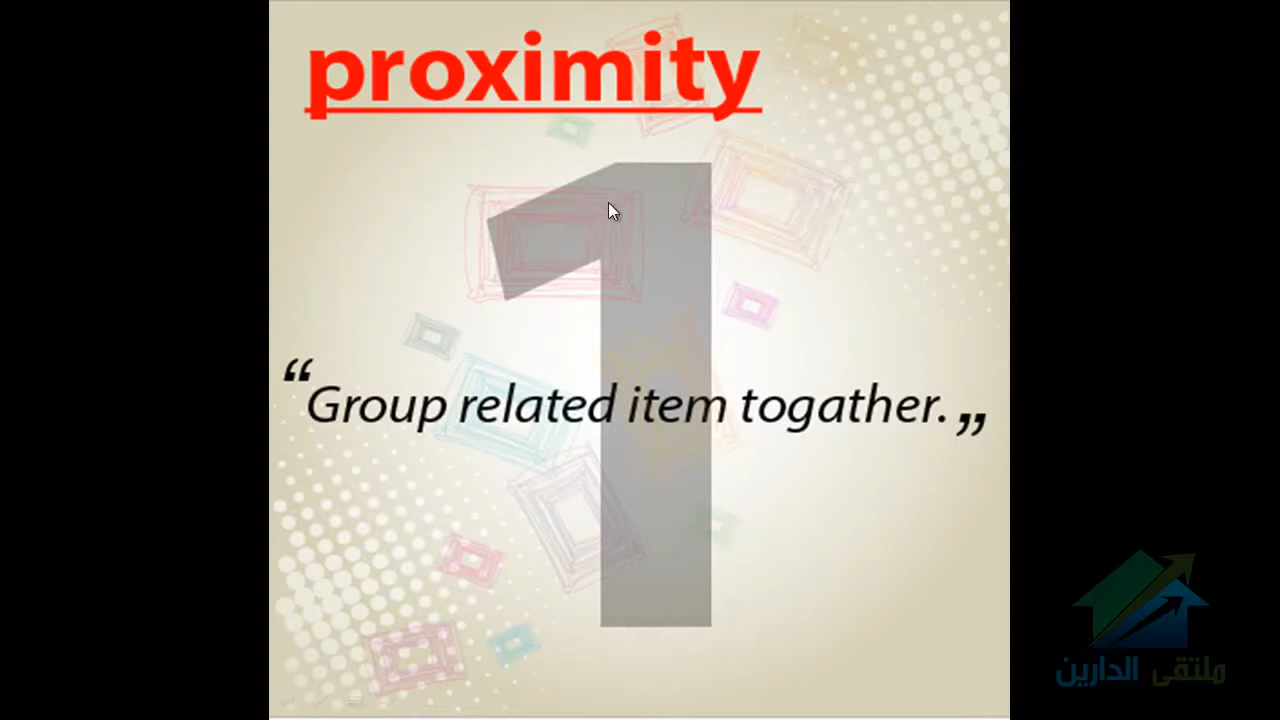 proximity
1
“Group related item togather.”
ملتقى الدارين